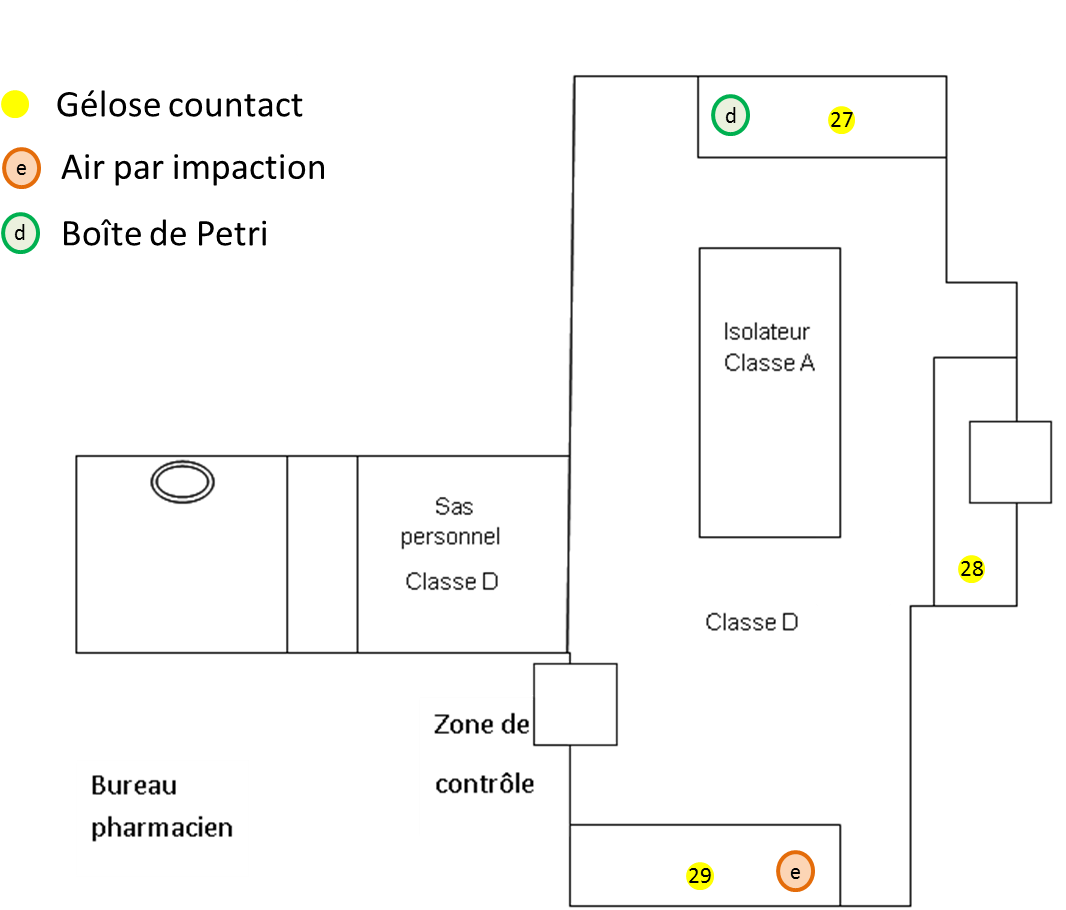 Gélose countact
e Air par impaction
d Boîte de Petri
d 27
Isolateur
Classe A
Sas
personnel
Classe D
28
Classe D
Zone de
contrôle
Bureau
pharmacien
29 e